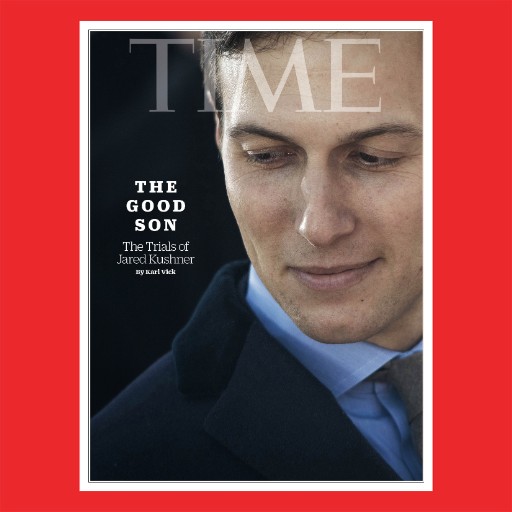 TIME
THE
GOOD
SON
The Trials of
Jared Kushner
By Karl Vick